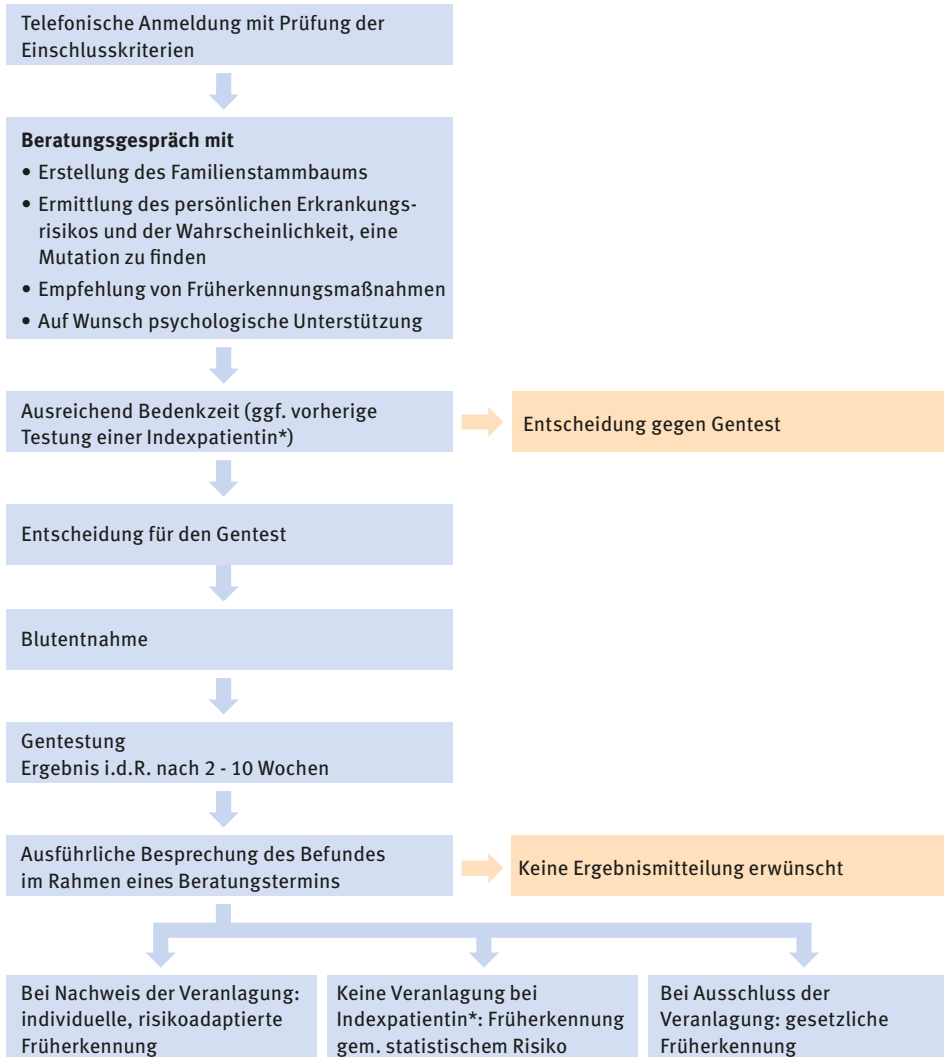 Telefonische Anmeldung mit Prüfung der
Einschlusskriterien
Beratungsgespräch mit
• Erstellung des Familienstammbaums
• Ermittlung des persönlichen Erkrankungs-
risikos und der Wahrscheinlichkeit, eine
Mutation zu finden
• Empfehlung von Früherkennungsmaßnahmen
• Auf Wunsch psychologische Unterstützung
Ausreichend Bedenkzeit (ggf. vorherige
Testung einer Indexpatientin*)
Entscheidung gegen Gentest
Entscheidung für den Gentest
Blutentnahme
Gentestung
Ergebnis i.d.R. nach 2 - 10 Wochen
Ausführliche Besprechung des Befundes
im Rahmen eines Beratungstermins
Keine Ergebnismitteilung erwünscht
Bei Nachweis der Veranlagung:
individuelle, risikoadaptierte
Früherkennung
Keine Veranlagung bei
Indexpatientin*: Früherkennung
gem. statistischem Risiko
Bei Ausschluss der
Veranlagung: gesetzliche
Früherkennung